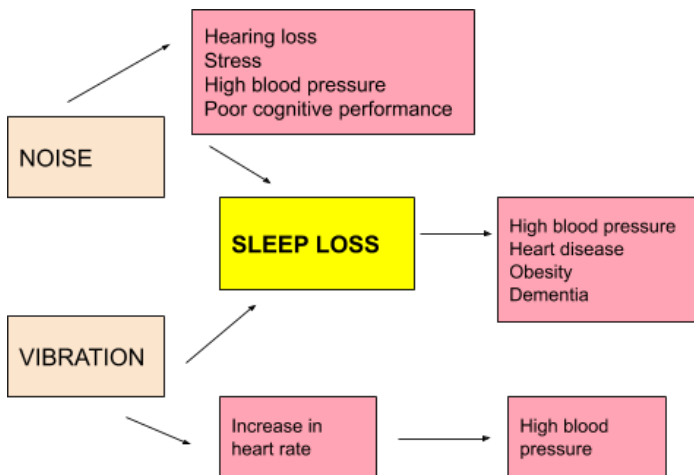 Hearing loss
Stress
High blood pressure
Poor cognitive performance
NOISE
SLEEP LOSS
High blood pressure
Heart disease
Obesity
Dementia
VIBRATION
Increase in
heart rate
High blood
pressure